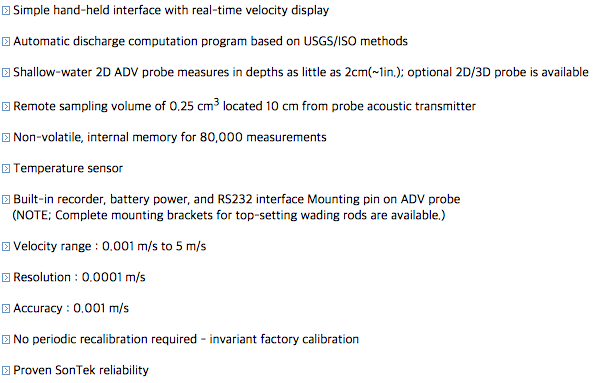 Simple hand-held interface with real-time velocity display
Automatic discharge computation program based on USGS/ISO methods
Shallow-water 2D ADV probe measures in depths as little as 2cm(~1in.); optional 2D/3D probe is available
Remote sampling volume of 0.25 cm³ located 10 cm from probe acoustic transmitter
Non-volatile, internal memory for 80,000 measurements
Temperature sensor
Built-in recorder, battery power, and RS232 interface Mounting pin on ADV probe
(NOTE; Complete mounting brackets for top-setting wading rods are available.)
Velocity range : 0.001 m/s to 5 m/s
Resolution : 0.0001 m/s
Accuracy : 0.001 m/s
No periodic recalibration required - invariant factory calibration
Proven SonTek reliability